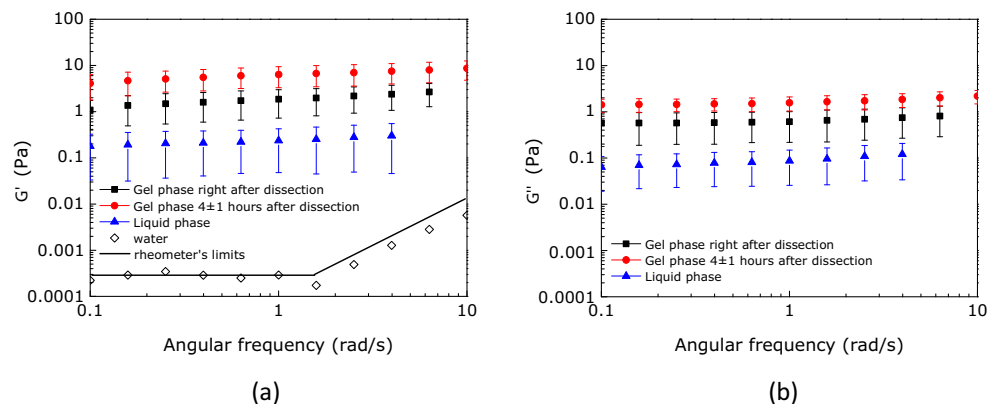 100
10
1
0.1
0.01
0.001
0.0001
G' (Pa)
Gel phase right after dissection
Gel phase 4±1 hours after dissection
Liquid phase
water
rheometer's limits
0.1
1
10
Angular frequency (rad/s)
(a)
100
10
1
0.1
0.01
0.001
0.0001
G'' (Pa)
Gel phase right after dissection
Gel phase 4±1 hours after dissection
Liquid phase
0.1
1
10
Angular frequency (rad/s)
(b)